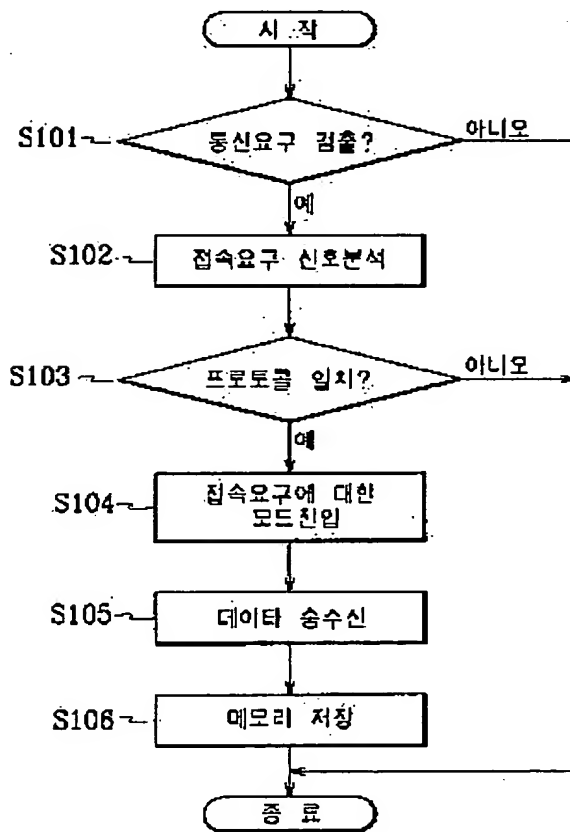 시 작
S101
통신요구 검출?
아니오
예
S102
접속요구 신호분석
S103
프로토콜 일치?
아니오
예
S104
접속요구에 대한
모드진입
S105
데이타 송수신
S106
메모리 저장
종 료